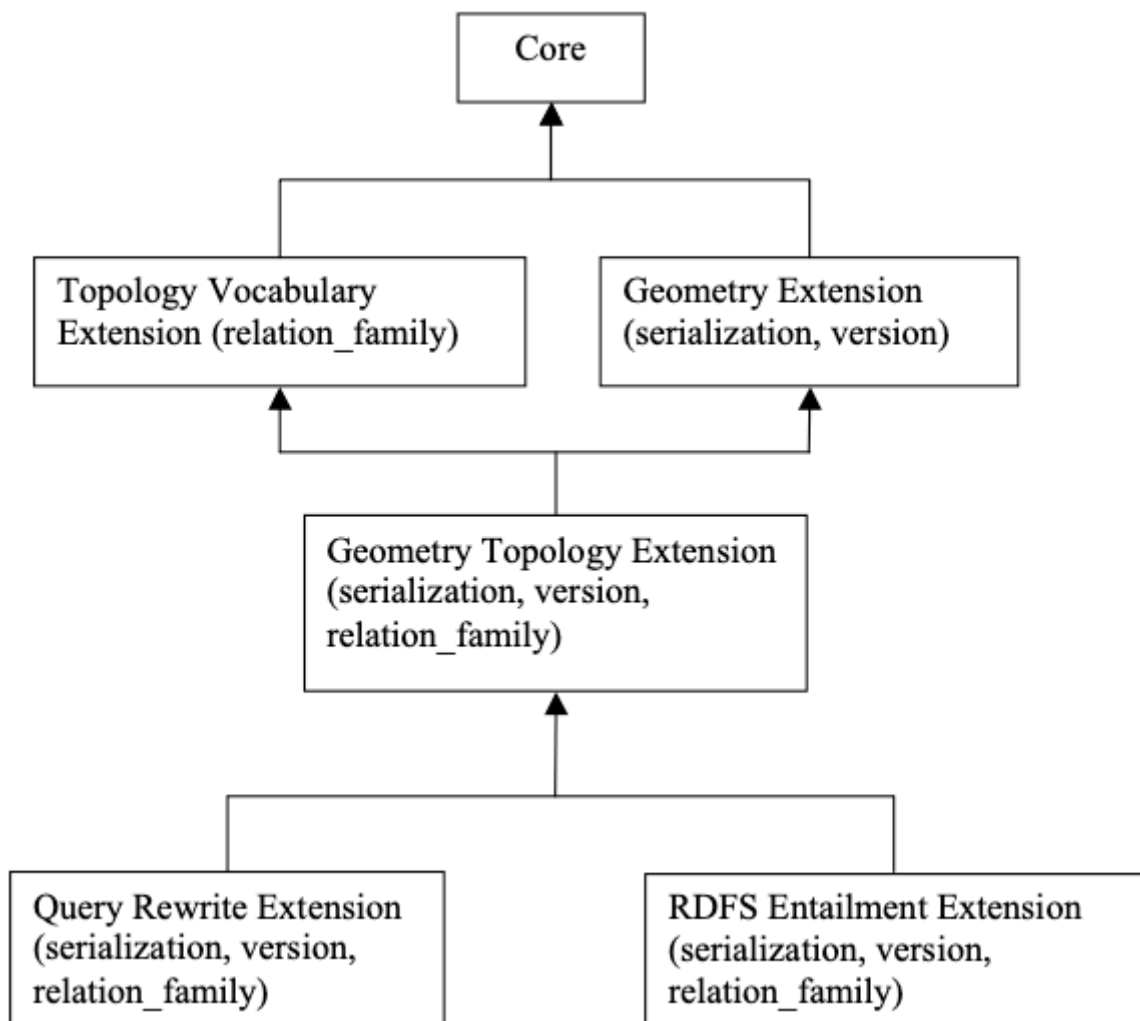 Core
Topology Vocabulary
Extension (relation_family)
Geometry Extension
(serialization, version)
Geometry Topology Extension
(serialization, version,
relation_family)
Query Rewrite Extension
(serialization, version,
relation_family)
RDFS Entailment Extension
(serialization, version,
relation_family)